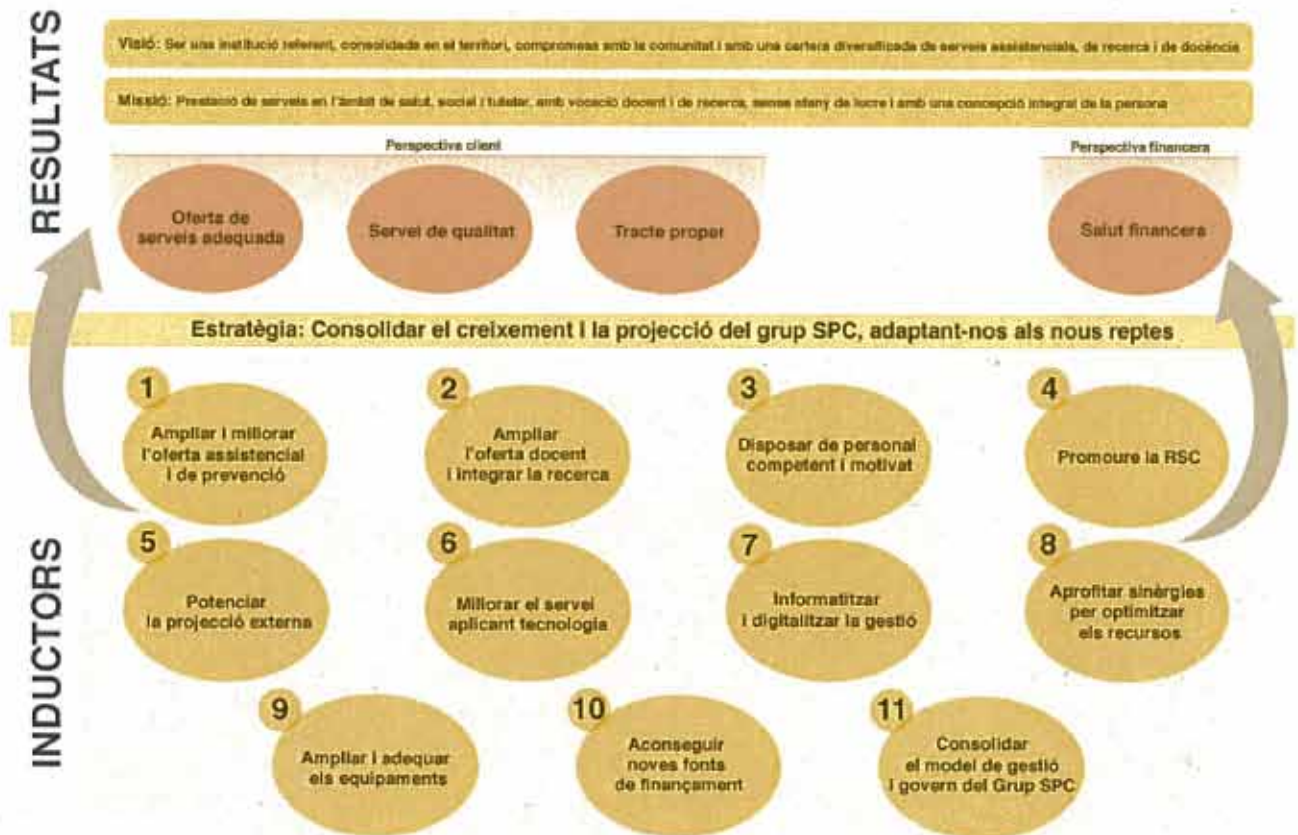 RESULTATS
Visió: Ser una institució referent, consolidada en el territori, compromesa amb la comunitat i amb una cartera diversificada de serveis assistencials, de recerca i de docència
Missió: Prestació de serveis en l'àmbit de salut, social i tutelar, amb vocació docent i de recerca, sense afany de lucre i amb una concepció integral de la persona
Perspectiva client
Perspectiva financera
Oferta de
serveis adequada
Servei de qualitat
Tracte proper
Salut financera
Estratègia: Consolidar el creixement i la projecció del grup SPC, adaptant-nos als nous reptes
INDUCTORS
1
Ampliar i millorar
l'oferta assistencial
i de prevenció
2
Ampliar
l'oferta docent
i integrar la recerca
3
Disposar de personal
competent i motivat
4
Promoure la RSC
5
Potenciar
la projecció externa
6
Millorar el servei
aplicant tecnologia
7
Informatitzar
i digitalitzar la gestió
8
Aprofitar sinèrgies
per optimitzar
els recursos
9
Ampliar i adequar
els equipaments
10
Aconseguir
noves fonts
de finançament
11
Consolidar
el model de gestió
i govern del Grup SPC